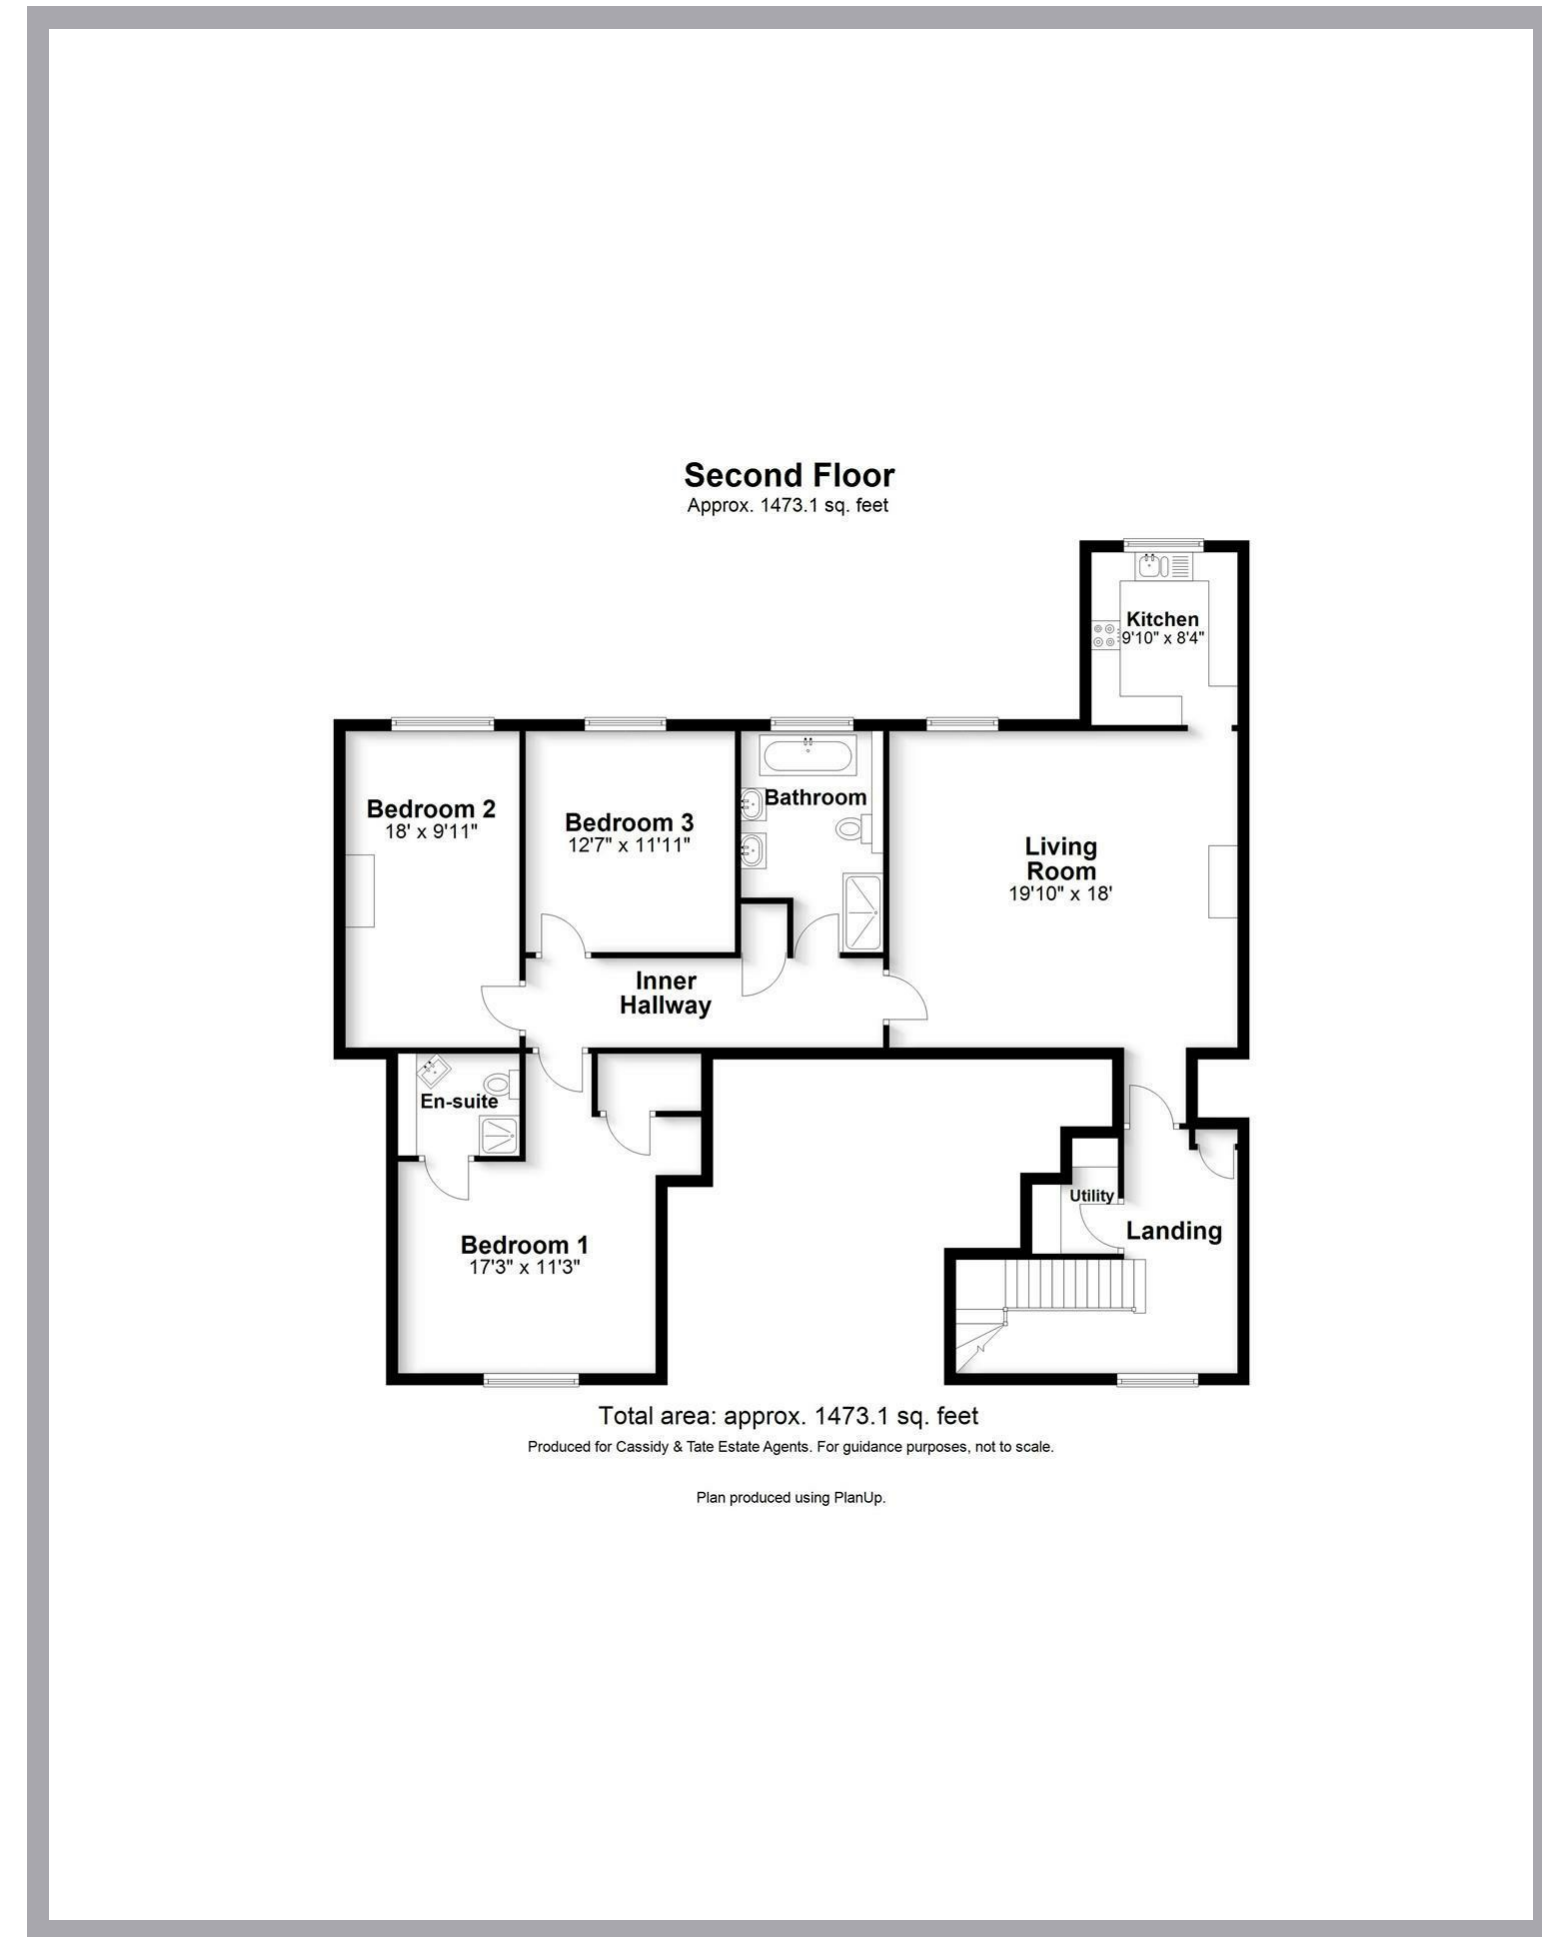 Second Floor
Approx. 1473.1 sq. feet
Kitchen
9'10" x 8'4"
Bedroom 2
18' x 9'11"
Bedroom 3
12'7" x 11'11"
Bathroom
Living
Room
19'10" x 18'
Inner
Hallway
En-suite
Utility
Landing
Bedroom 1
17'3" x 11'3"
Total area: approx. 1473.1 sq. feet
Produced for Cassidy & Tate Estate Agents. For guidance purposes, not to scale.
Plan produced using PlanUp.